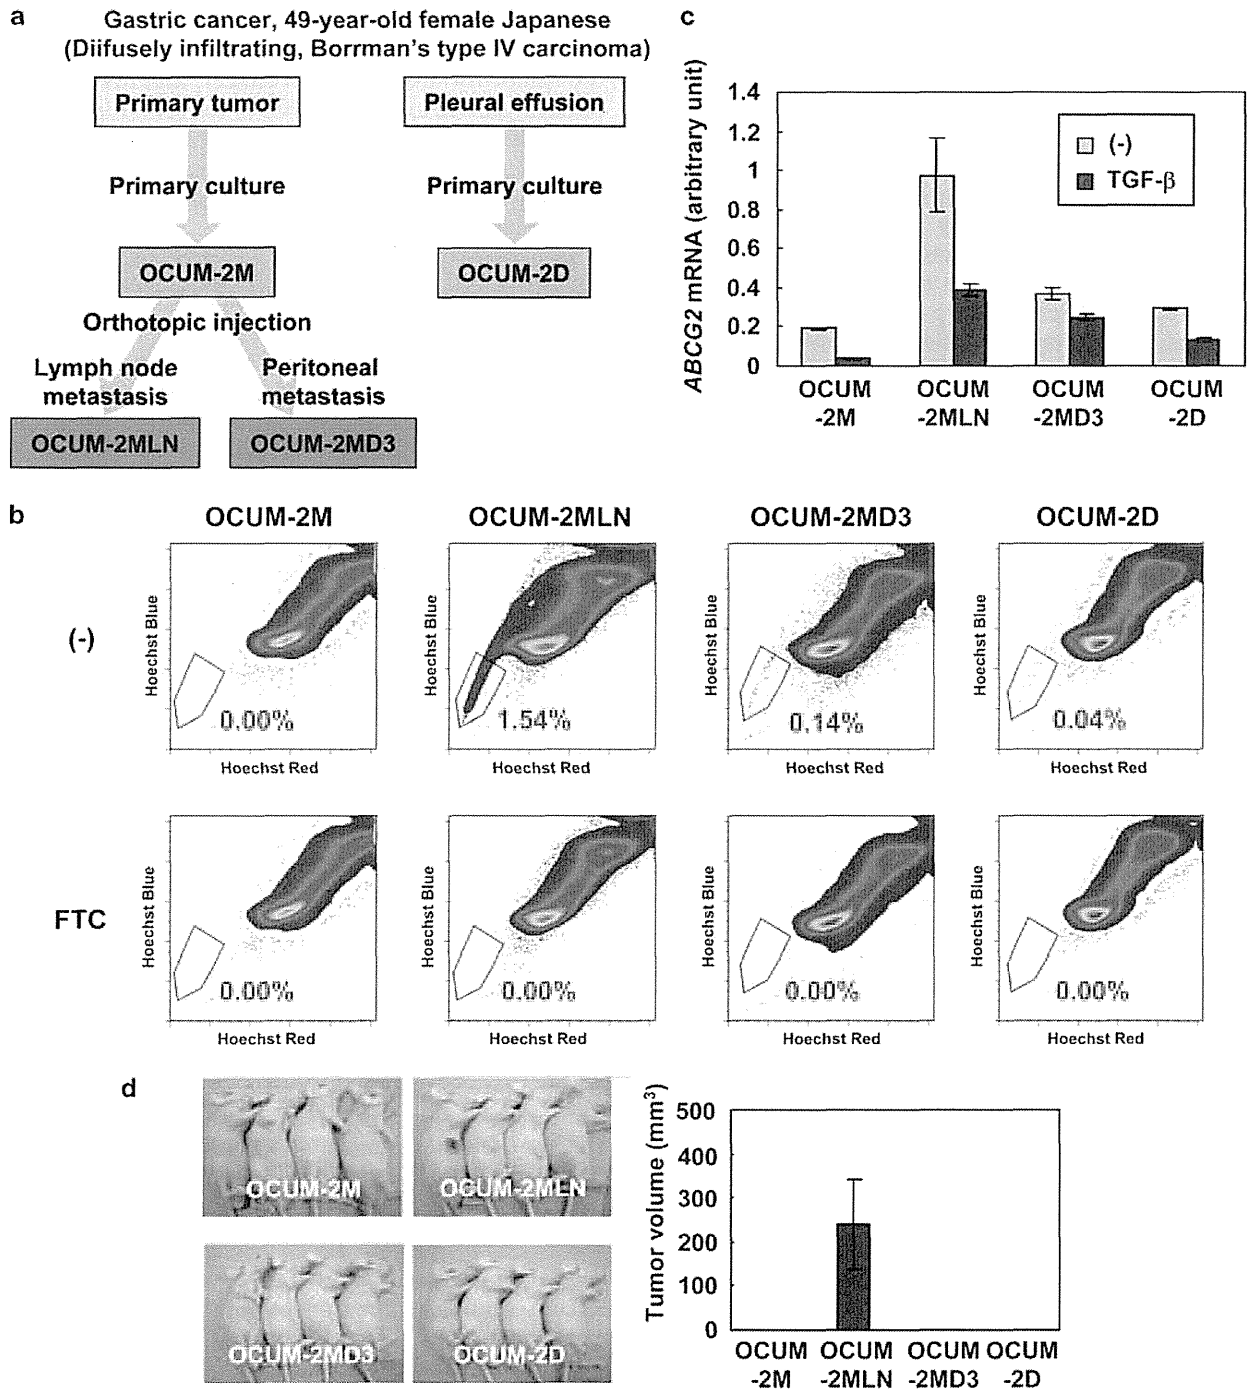 a
Gastric cancer, 49-year-old female Japanese
(Diifusely infiltrating, Borrman's type IV carcinoma)
Primary tumor
Pleural effusion
Primary culture
Primary culture
OCUM-2M
OCUM-2D
Orthotopic injection
Lymph node
metastasis
Peritoneal
metastasis
OCUM-2MLN
OCUM-2MD3
c
ABCG2 mRNA (arbitrary unit)
1.4
1.2
1
0.8
0.6
0.4
0.2
0
(-)
TGF-β
OCUM
-2M
OCUM
-2MLN
OCUM
-2MD3
OCUM
-2D
b
OCUM-2M
OCUM-2MLN
OCUM-2MD3
OCUM-2D
(-)
Hoechst Blue
0.00%
Hoechst Red
Hoechst Blue
1.54%
Hoechst Red
Hoechst Blue
0.14%
Hoechst Red
Hoechst Blue
0.04%
Hoechst Red
FTC
Hoechst Blue
0.00%
Hoechst Red
Hoechst Blue
0.00%
Hoechst Red
Hoechst Blue
0.00%
Hoechst Red
Hoechst Blue
0.00%
Hoechst Red
d
OCUM-2M
OCUM-2MLN
OCUM-2MD3
OCUM-2D
Tumor volume (mm³)
500
400
300
200
100
0
OCUM
-2M
OCUM
-2MLN
OCUM
-2MD3
OCUM
-2D